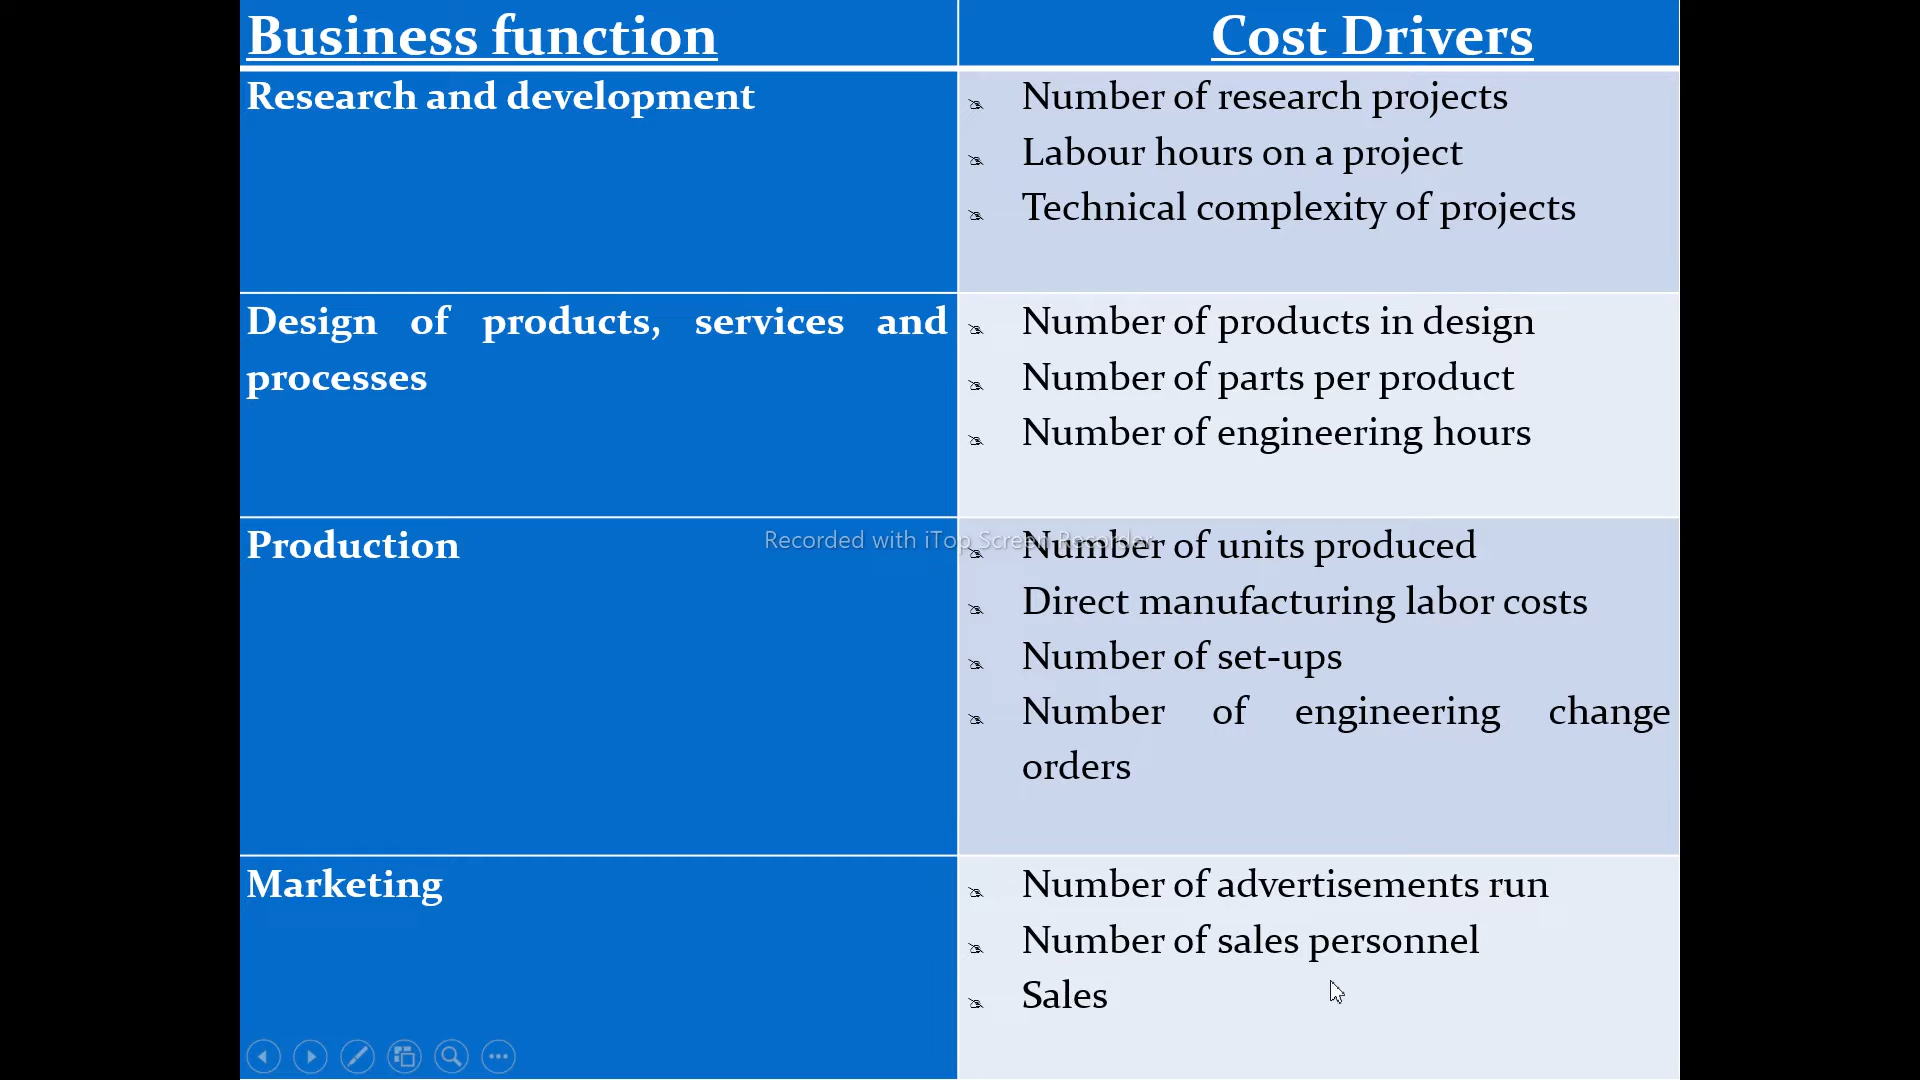 Business function
Cost Drivers
Research and development
Number of research projects
Labour hours on a project
Technical complexity of projects
Design of products, services and
processes
Number of products in design
Number of parts per product
Number of engineering hours
Production
Recorded with iTop Screen Recorder
Number of units produced
Direct manufacturing labor costs
Number of set-ups
Number of engineering change
orders
Marketing
Number of advertisements run
Number of sales personnel
Sales